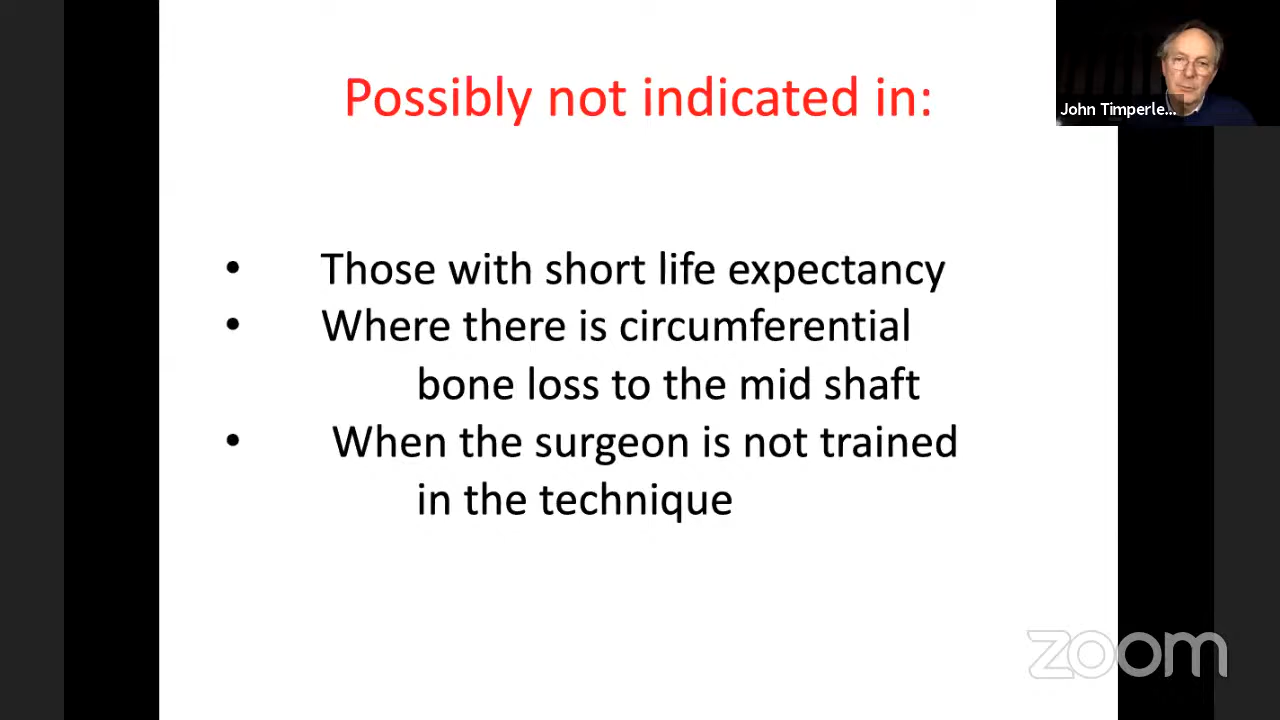 Possibly not indicated in:
John Timperle...
• Those with short life expectancy
• Where there is circumferential
bone loss to the mid shaft
• When the surgeon is not trained
in the technique
zoom